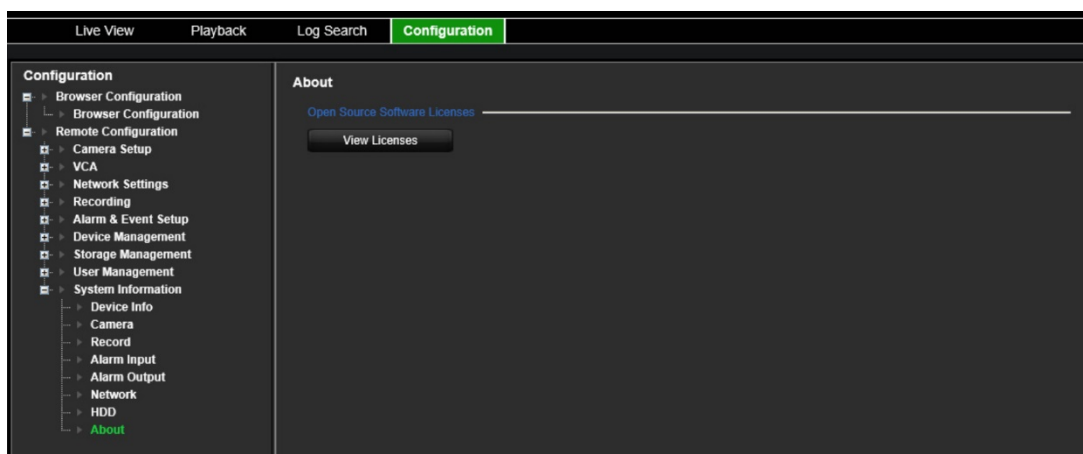 Live View Playback Log Search Configuration
Configuration
Browser Configuration
Browser Configuration
Remote Configuration
Camera Setup
VCA
Network Settings
Recording
Alarm & Event Setup
Device Management
Storage Management
User Management
System Information
Device Info
Camera
Record
Alarm Input
Alarm Output
Network
HDD
About
About
Open Source Software Licenses
View Licenses